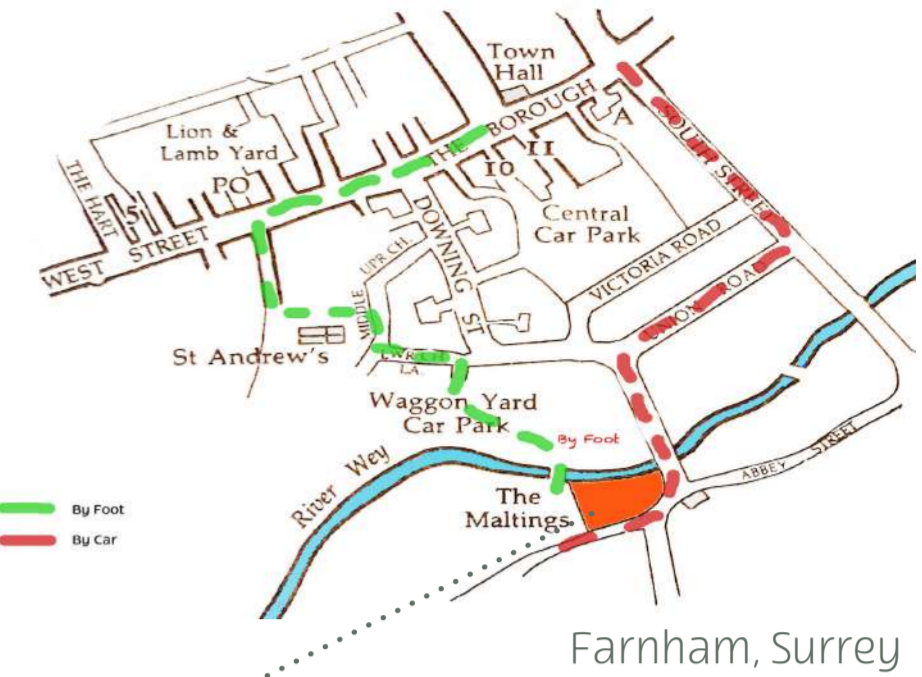 Town
Hall
THE BOROUGH
A
SOUTH STREET
Lion &
Lamb Yard
P.O
THE HART
5
11
10
WEST STREET
DOWNING ST
Central
Car Park
UPR CH.
VICTORIA ROAD
MIDDLE
UNION ROAD
St Andrew's
LWR CH.
LA.
Waggon Yard
Car Park
By Foot
River Wey
ABBEY STREET
The
Maltings
By Foot
By Car
Farnham, Surrey